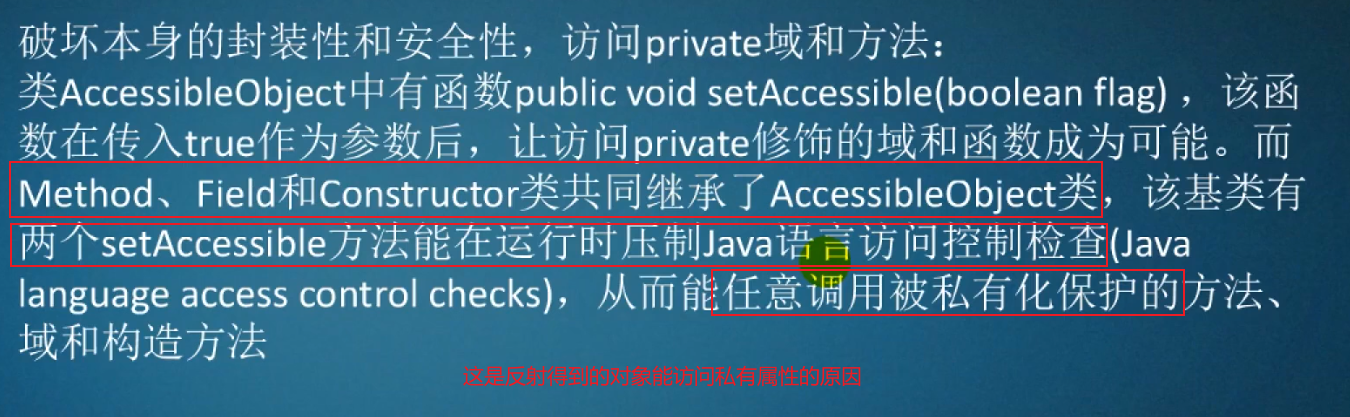 破坏本身的封装性和安全性，访问private域和方法：
类AccessibleObject中有函数public void setAccessible(boolean flag) ，该函
数在传入true作为参数后，让访问private修饰的域和函数成为可能。而
Method、Field和Constructor类共同继承了AccessibleObject类，该基类有
两个setAccessible方法能在运行时压制Java语言访问控制检查(Java
language access control checks)，从而能任意调用被私有化保护的方法、
域和构造方法
这是反射得到的对象能访问私有属性的原因